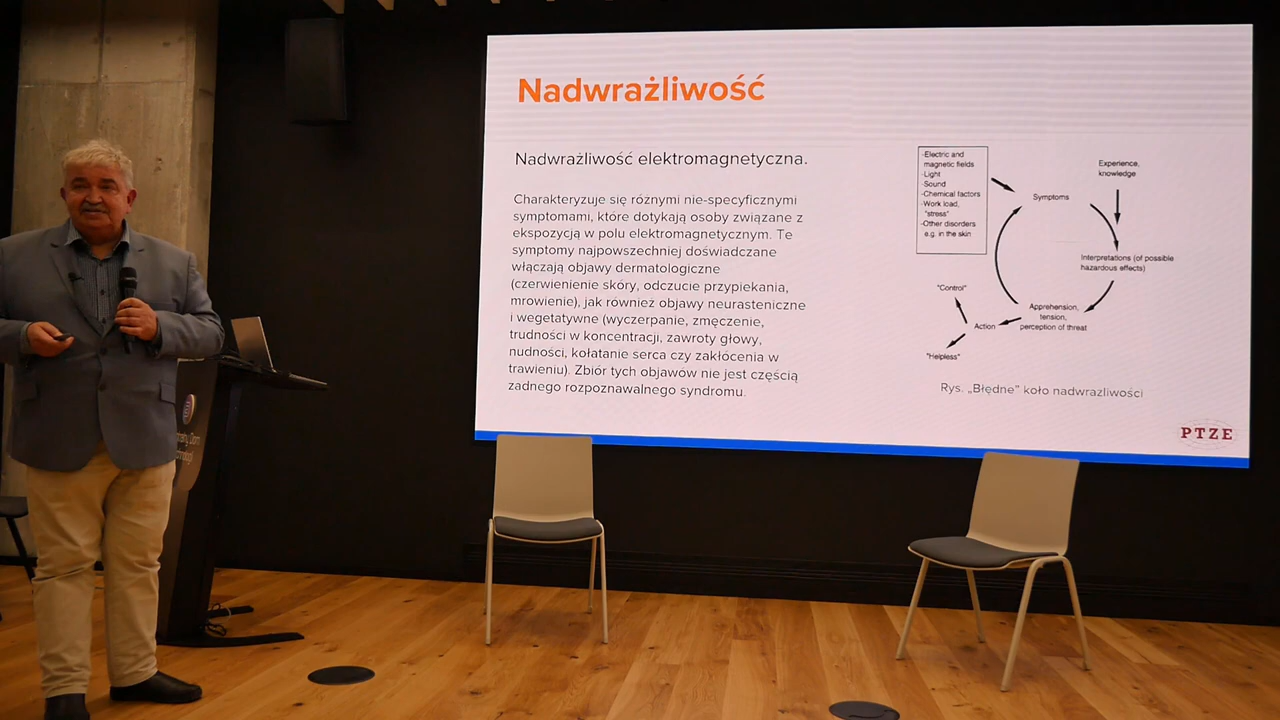 Nadwrażliwość
Nadwrażliwość elektromagnetyczna.
Charakteryzuje się różnymi nie-specyficznymi
symptomami, które dotykają osoby związane z
ekspozycją w polu elektromagnetycznym. Te
symptomy najpowszechniej doświadczane
włączają objawy dermatologiczne
(czerwienienie skóry, odczucie przypiekania,
mrowienie), jak również objawy neurasteniczne
i wegetatywne (wyczerpanie, zmęczenie,
trudności w koncentracji, zawroty głowy,
nudności, kołatanie serca czy zakłócenia w
trawieniu). Zbiór tych objawów nie jest częścią
żadnego rozpoznawalnego syndromu.
-Electric and
magnetic fields
-Light
-Sound
-Chemical factors
-Work load,
"stress"
-Other disorders
e.g. in the skin
Symptoms
Experience,
knowledge
Interpretations (of possible
hazardous effects)
Apprehension,
tension,
perception of threat
Action
"Control"
"Helpless"
Rys. „Błędne” koło nadwrazliwości
PTZE